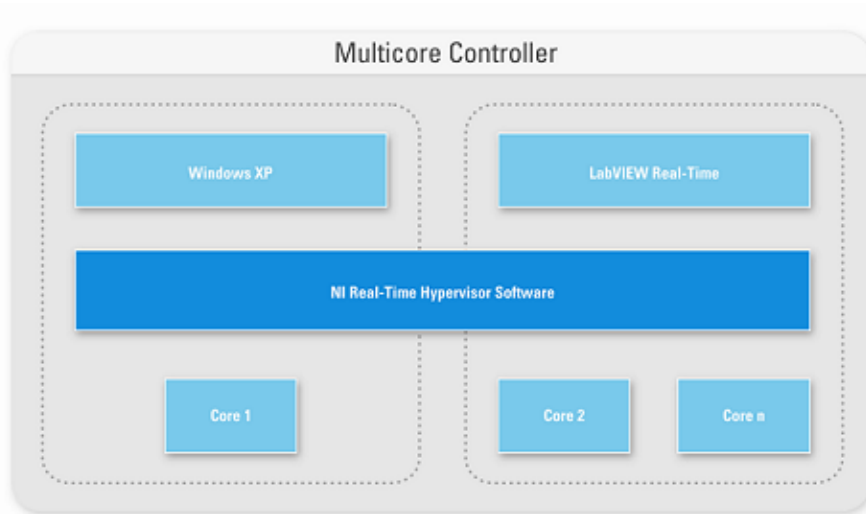 Multicore Controller
Windows XP
LabVIEW Real-Time
NI Real-Time Hypervisor Software
Core 1
Core 2
Core n